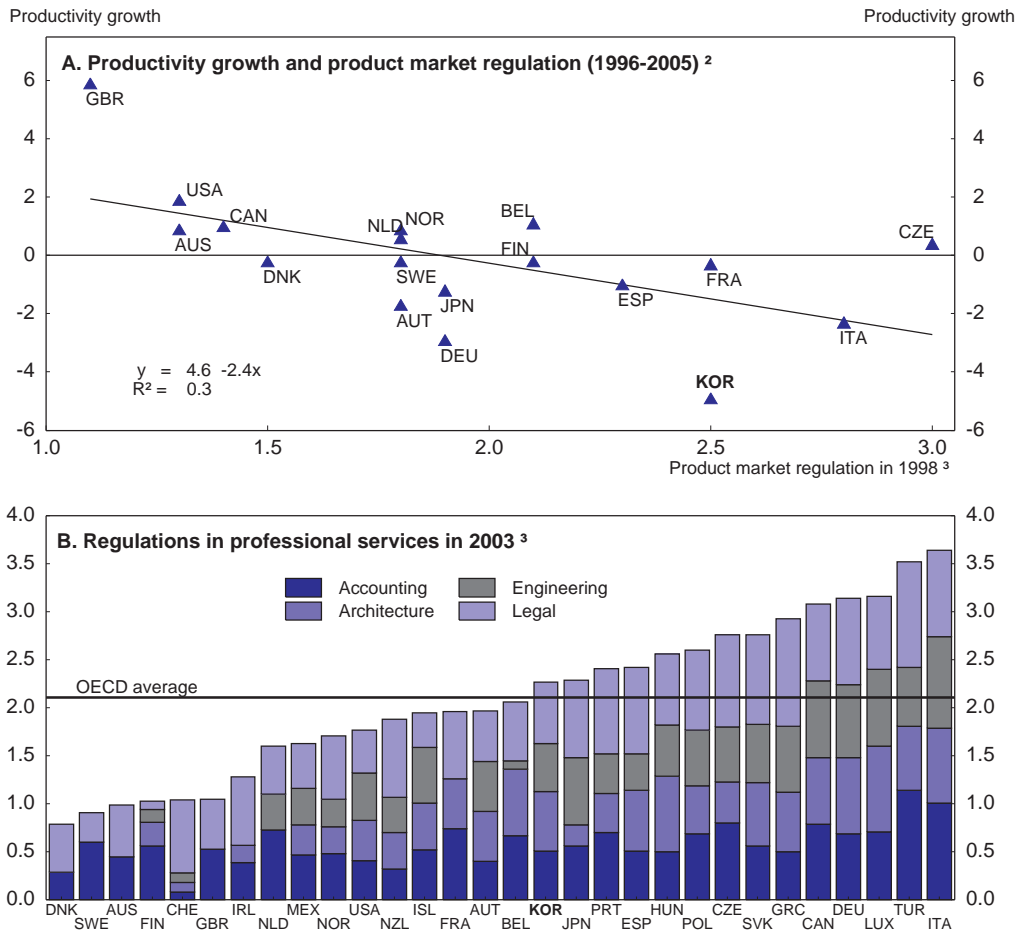 Productivity growth Productivity growth
A. Productivity growth and product market regulation (1996-2005) ²
6 6
GBR
4 4
USA
2 2
CAN NLD NOR BEL
AUS CZE
FIN
0 0
DNK SWE FRA
JPN ESP
-2 -2
AUT ITA
DEU
-4 -4
y = 4.6 -2.4x
KOR
R² = 0.3
-6 -6
1.0 1.5 2.0 2.5 3.0
Product market regulation in 1998 ³
4.0 4.0
B. Regulations in professional services in 2003 ³
3.5 3.5
Accounting Engineering
Architecture Legal
3.0 3.0
2.5 2.5
OECD average
2.0 2.0
1.5 1.5
1.0 1.0
0.5 0.5
0.0 0.0
DNK AUS CHE IRL MEX USA ISL AUT KOR PRT HUN CZE GRC DEU TUR
SWE FIN GBR NLD NOR NZL FRA BEL JPN ESP POL SVK CAN LUX ITA